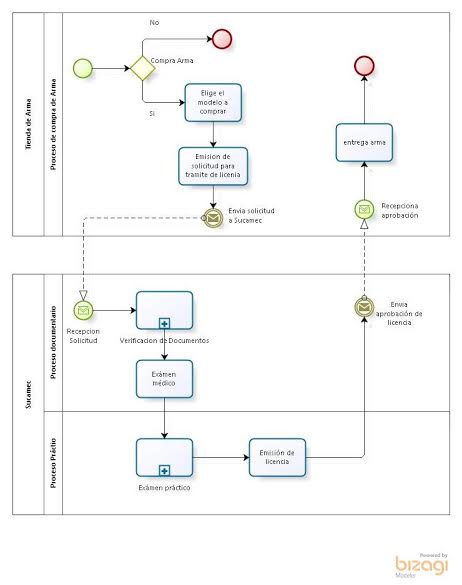 Tienda de Arma
Proceso de compra de Arma
No
Compra Arma
Si
Elige el
modelo a
comprar
Emision de
solicitud para
tramite de licenia
Envia solicitud
a Sucamec
entrega arma
Recepciona
aprobación
Sucamec
Proceso documentario
Recepcion
Solicitud
Verificacion de Documentos
Exámen
médico
Envia
aprobación de
licencia
Proceso Práctio
Exámen práctico
Emisión de
licencia
Powered by
bizagi
Modeler